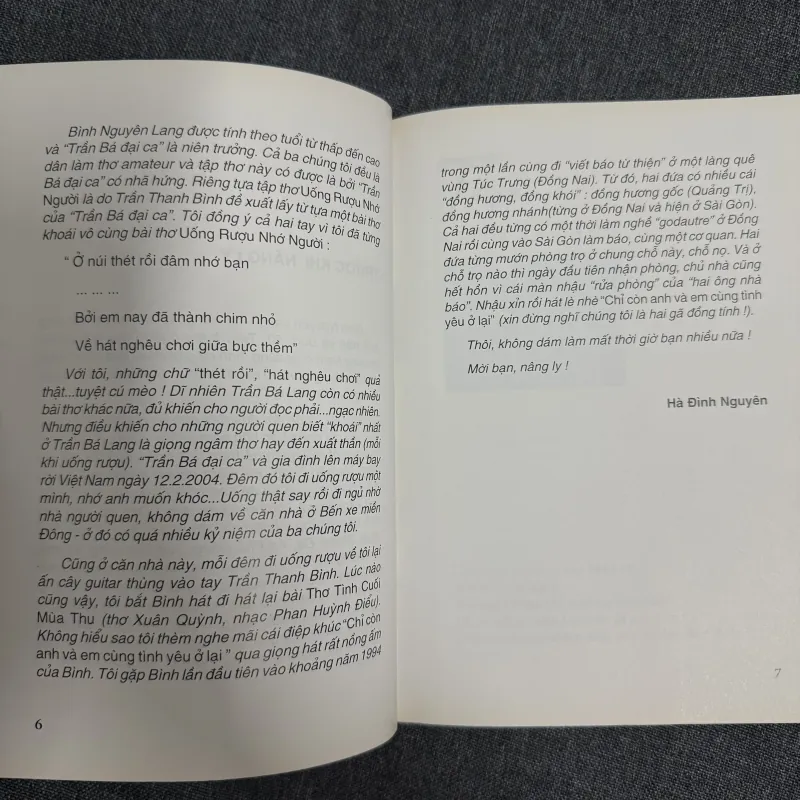 Bình Nguyên Lang được tính theo tuổi từ thấp đến cao
và “Trần Bá đại ca” là niên trưởng. Cả ba chúng tôi đều là
dân làm thơ amateur và tập thơ này có được là bởi “Trần
Bá đại ca” có nhã hứng. Riêng tựa tập thơ Uống Rượu Nhớ
Người là do Trần Thanh Bình đề xuất lấy từ tựa một bài thơ
của “Trần Bá đại ca”. Tôi đồng ý cả hai tay vì tôi đã từng
khoái vô cùng bài thơ Uống Rượu Nhớ Người :
“ Ở núi thét rồi đâm nhớ bạn
... ... ...
Bởi em nay đã thành chim nhỏ
Về hát nghêu chơi giữa bực thềm”
Với tôi, những chữ “thét rồi”, “hát nghêu chơi” quả
thật...tuyệt cú mèo ! Dĩ nhiên Trần Bá Lang còn có nhiều
bài thơ khác nữa, đủ khiến cho người đọc phải...ngạc nhiên.
Nhưng điều khiến cho những người quen biết “khoái” nhất
ở Trần Bá Lang là giọng ngâm thơ hay đến xuất thần (mỗi
khi uống rượu). “Trần Bá đại ca” và gia đình lên máy bay
rời Việt Nam ngày 12.2.2004. Đêm đó tôi đi uống rượu một
mình, nhớ anh muốn khóc...Uống thật say rồi đi ngủ nhờ
nhà người quen, không dám về căn nhà ở Bến xe miền
Đông - ở đó có quá nhiều kỷ niệm của ba chúng tôi.
Cũng ở căn nhà này, mỗi đêm đi uống rượu về tôi lại
ấn cây guitar thùng vào tay Trần Thanh Bình. Lúc nào
cũng vậy, tôi bắt Bình hát đi hát lại bài Thơ Tình Cuối
Mùa Thu (thơ Xuân Quỳnh, nhạc Phan Huỳnh Điểu).
Không hiểu sao tôi thèm nghe mãi cái điệp khúc “Chỉ còn
anh và em cùng tình yêu ở lại ” qua giọng hát rất nồng ấm
của Bình. Tôi gặp Bình lần đầu tiên vào khoảng năm 1994
6
trong một lần cùng đi “viết báo từ thiện” ở một làng quê
vùng Túc Trưng (Đồng Nai). Từ đó, hai đứa có nhiều cái
“đồng hương, đồng khói” : đồng hương gốc (Quảng Trị),
đồng hương nhánh(từng ở Đồng Nai và hiện ở Sài Gòn).
Cả hai đều từng có một thời làm nghề “godautre” ở Đồng
Nai rồi cùng vào Sài Gòn làm báo, cùng một cơ quan. Hai
đứa từng mướn phòng trọ ở chung chỗ này, chỗ nọ. Và ở
chỗ trọ nào thì ngày đầu tiên nhận phòng, chủ nhà cũng
hết hồn vì cái màn nhậu “rửa phòng” của “hai ông nhà
báo”. Nhậu xỉn rồi hát lè nhè “Chỉ còn anh và em cùng tình
yêu ở lại” (xin đừng nghĩ chúng tôi là hai gã đồng tính !).
Thôi, không dám làm mất thời giờ bạn nhiều nữa !
Mời bạn, nâng ly !
Hà Đình Nguyên
7